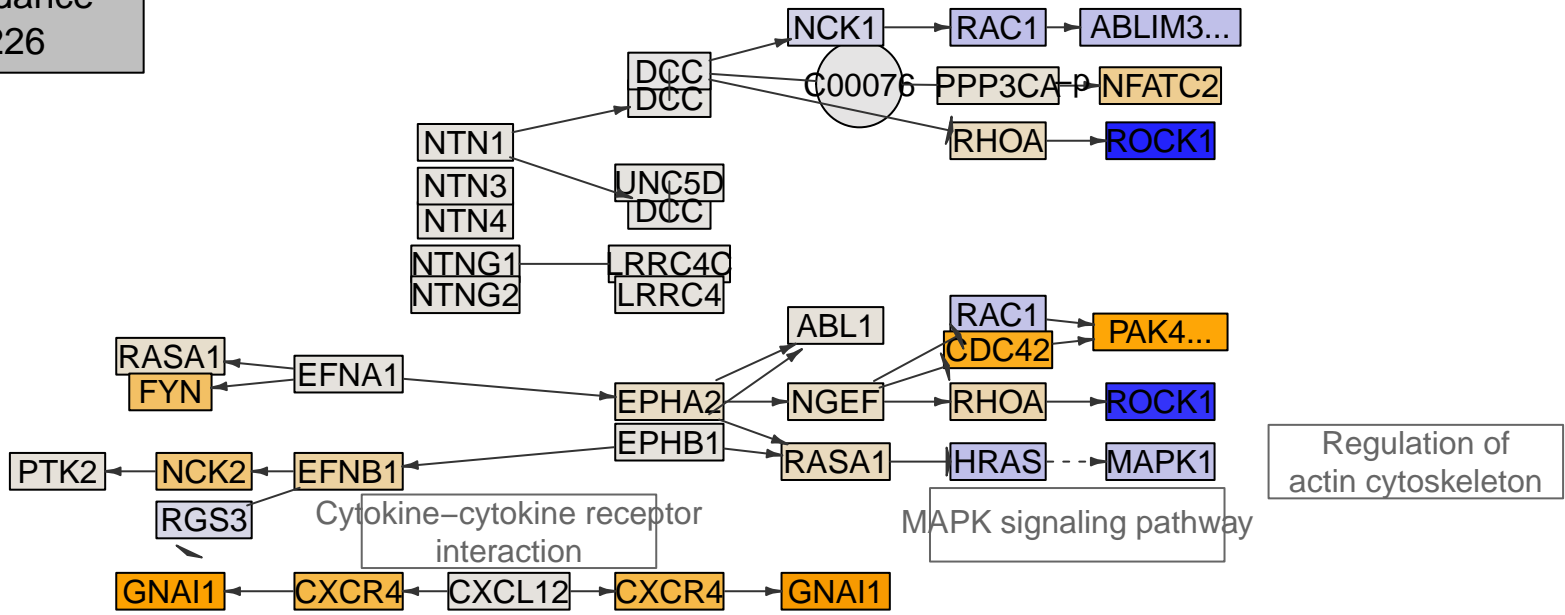 226
NCK1
RAC1
ABLIM3...
DCC
DCC
C00076
PPP3CA
-p
NFATC2
NTN1
RHOA
ROCK1
NTN3
UNC5D
NTN4
DCC
NTNG1
LRRC4C
NTNG2
LRRC4
RAC1
ABL1
PAK4...
CDC42
RASA1
EFNA1
FYN
EPHA2
NGEF
RHOA
ROCK1
EPHB1
PTK2
NCK2
EFNB1
RASA1
HRAS
MAPK1
Regulation of
actin cytoskeleton
RGS3
Cytokine−cytokine receptor
interaction
MAPK signaling pathway
GNAI1
CXCR4
CXCL12
CXCR4
GNAI1